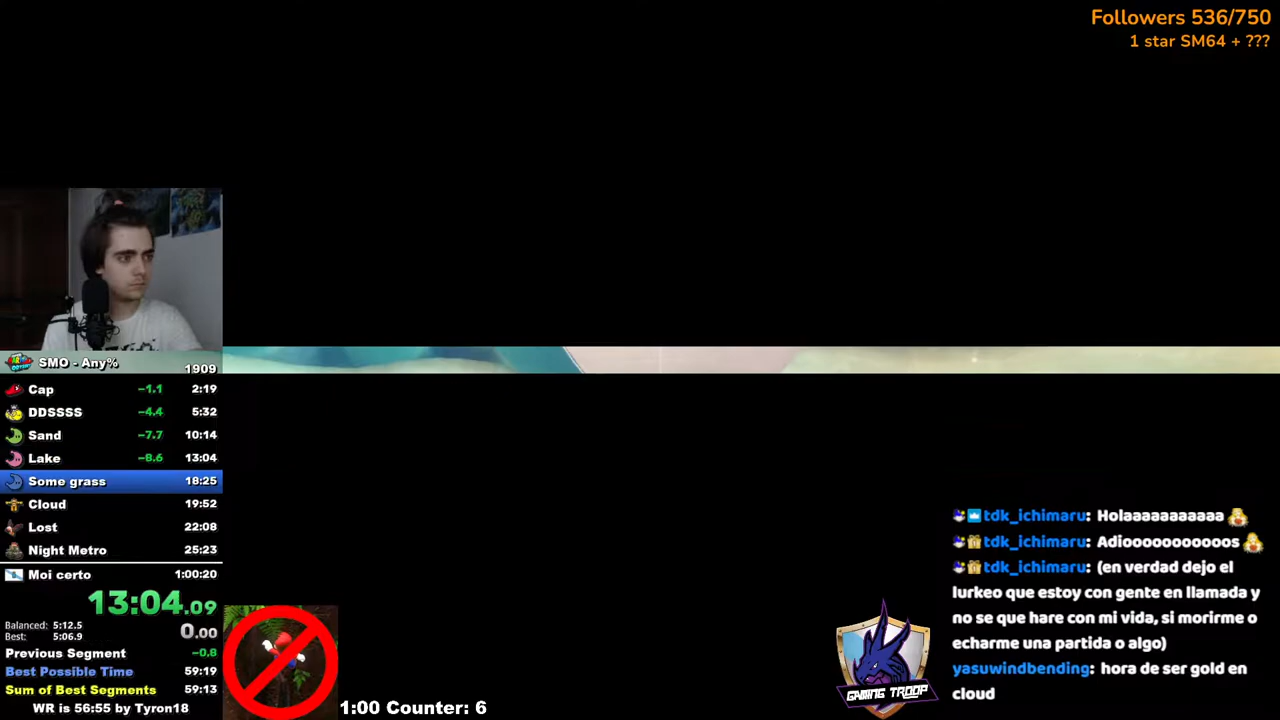 Followers 536/750
1 star SM64 + ???
SMO - Any%
1909
Cap -1.1 2:19
DDSSSS -4.4 5:32
Sand -7.7 10:14
Lake -8.6 13:04
Some grass 18:25
Cloud 19:52
Lost 22:08
Night Metro 25:23
Moi certo 1:00:20
13:04.09
Balanced: 5:12.5
Best: 5:06.9
0.00
Previous Segment -0.8
Best Possible Time 59:19
Sum of Best Segments 59:13
WR is 56:55 by Tyron18
1:00 Counter: 6
GAMING TROOP
tdk_ichimaru: Holaaaaaaaaaaa
tdk_ichimaru: Adioooooooooos
tdk_ichimaru: (en verdad dejo el
lurkeo que estoy con gente en llamada y
no se que hare con mi vida, si morirme o
echarme una partida o algo)
yasuwindbending: hora de ser gold en
cloud